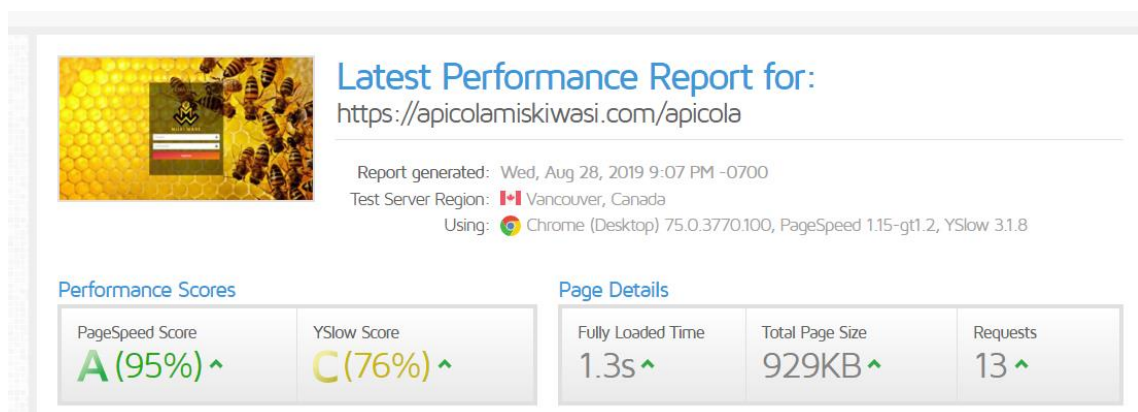 Latest Performance Report for:
https://apicolamiskiwasi.com/apicola
Report generated: Wed, Aug 28, 2019 9:07 PM -0700
Test Server Region: Vancouver, Canada
Using: Chrome (Desktop) 75.0.3770.100, PageSpeed 1.15-gt1.2, YSlow 3.1.8
Performance Scores
PageSpeed Score
A (95%)
YSlow Score
C (76%)
Page Details
Fully Loaded Time
1.3s
Total Page Size
929KB
Requests
13